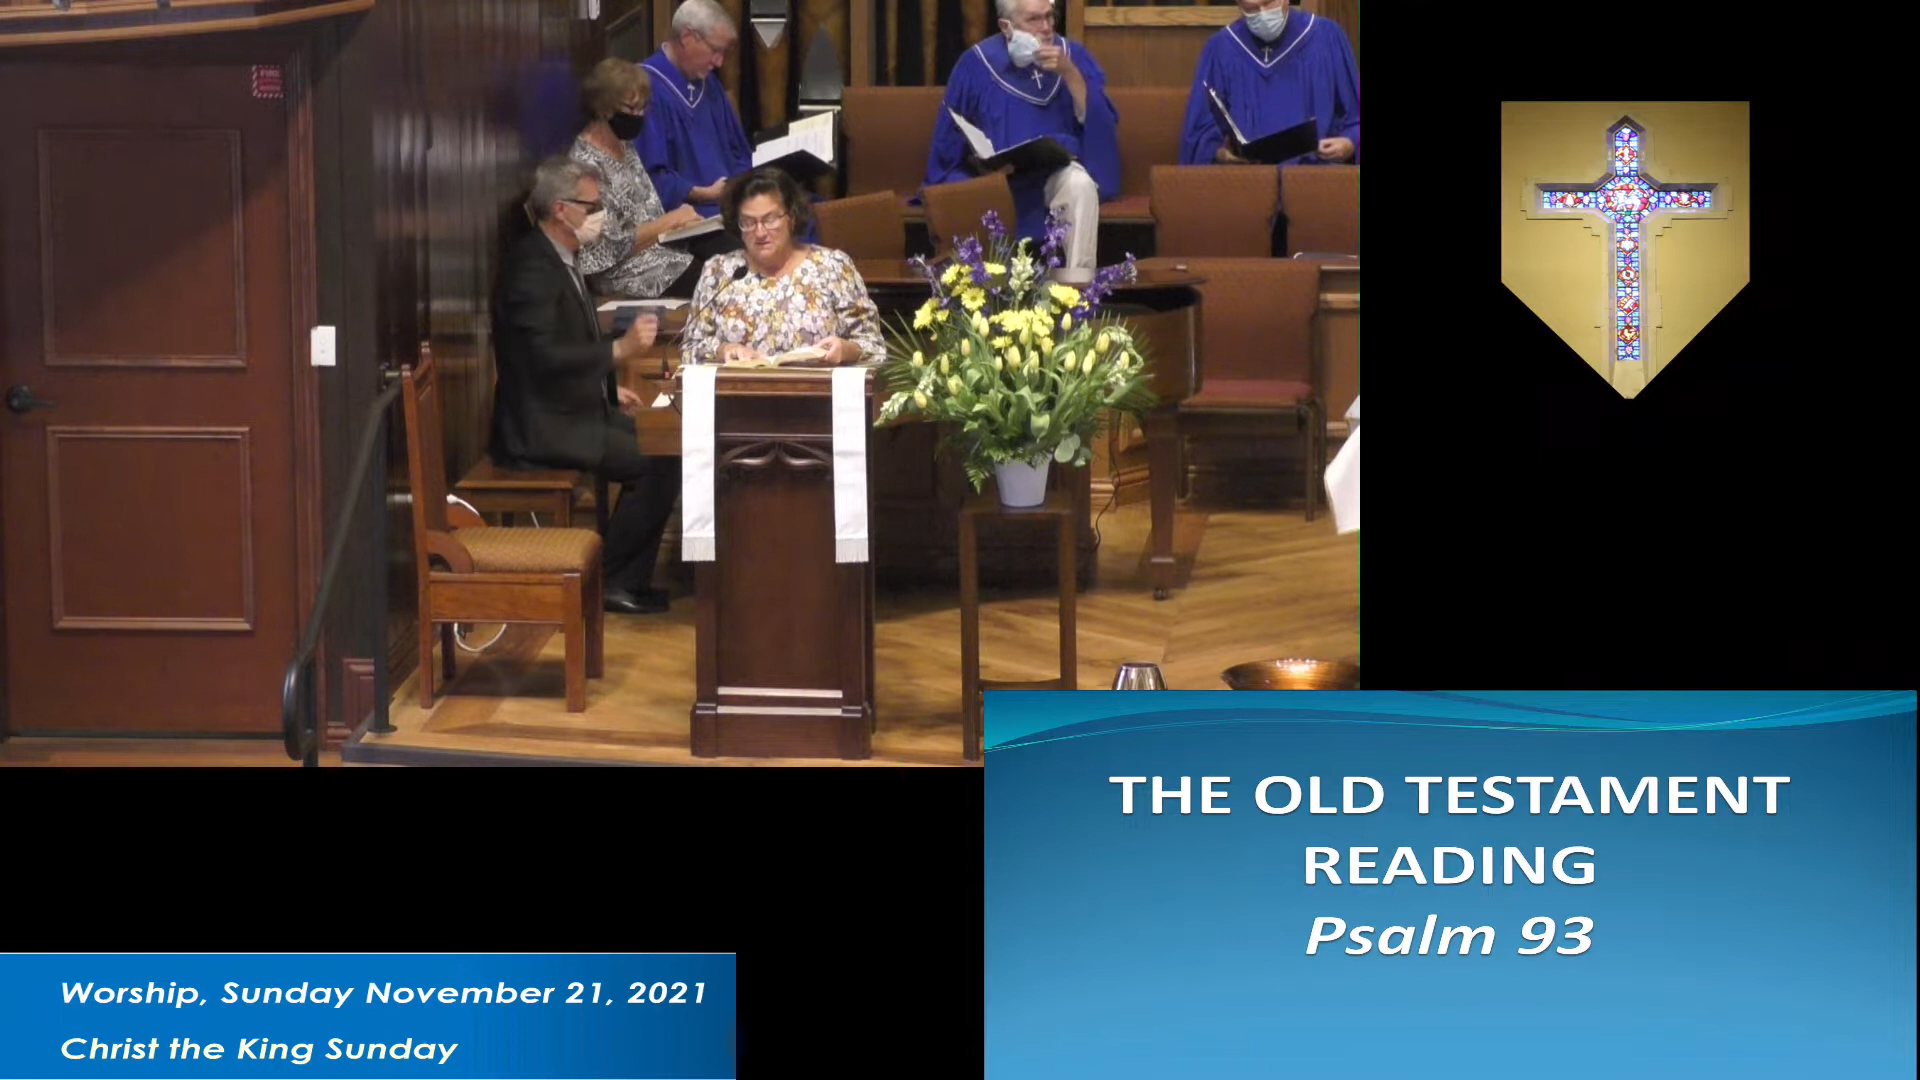 THE OLD TESTAMENT
READING
Psalm 93
Worship, Sunday November 21, 2021
Christ the King Sunday